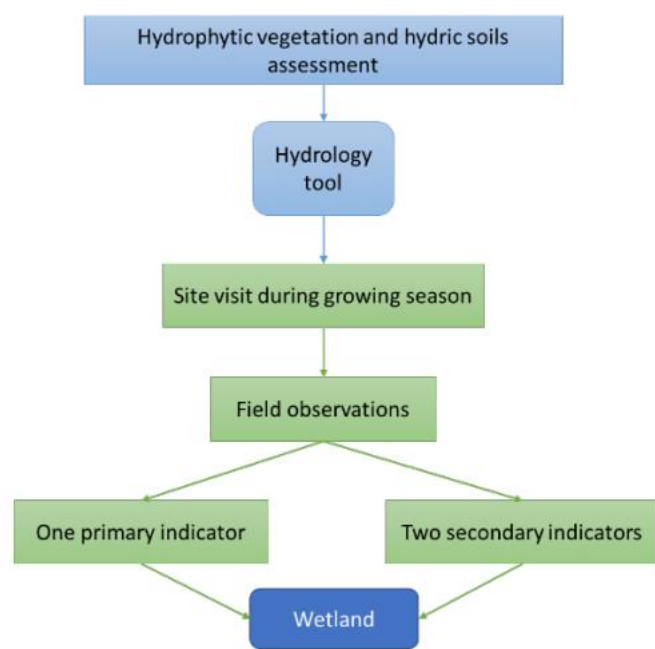 Hydrophytic vegetation and hydric soils
assessment
Hydrology
tool
Site visit during growing season
Field observations
One primary indicator
Two secondary indicators
Wetland